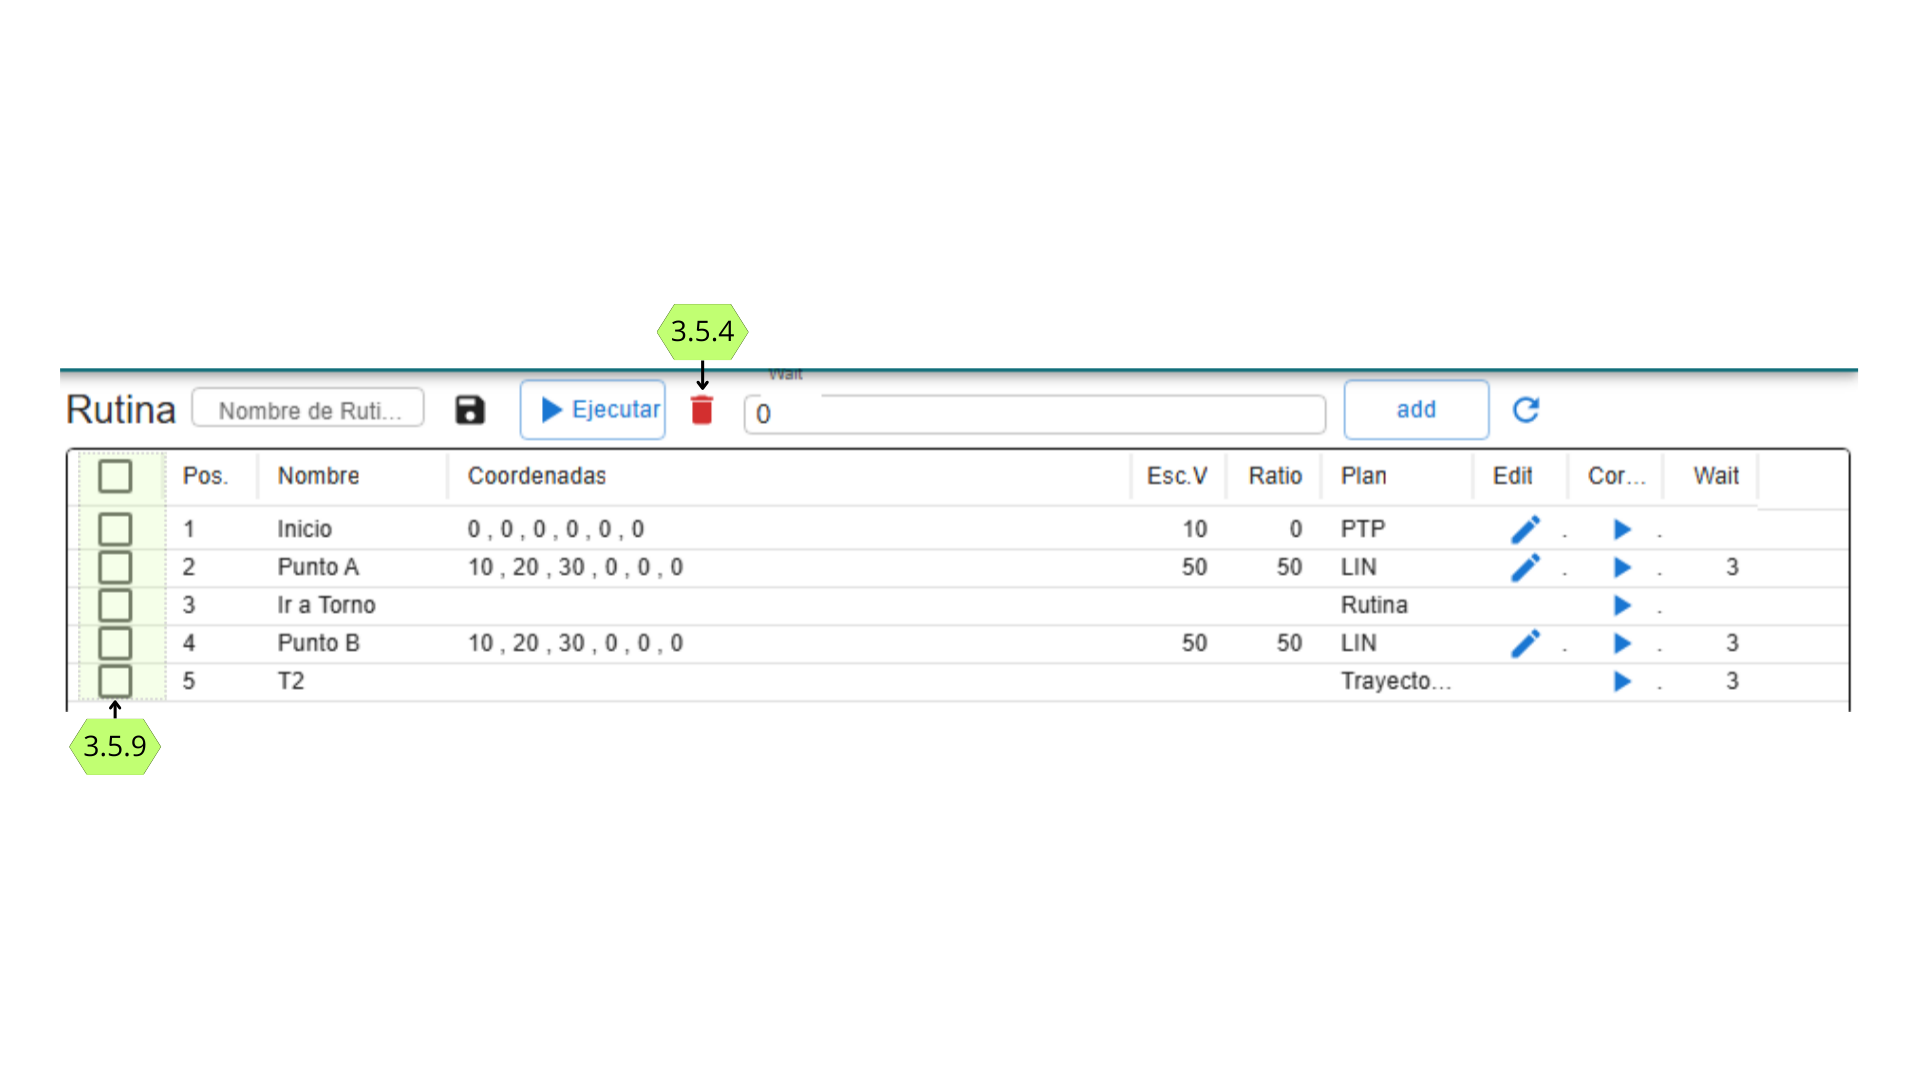 3.5.4
Wait
Rutina Nombre de Ruti... Ejecutar 0 add
Pos. Nombre Coordenadas Esc.V Ratio Plan Edit Cor... Wait
1 Inicio 0 , 0 , 0 , 0 , 0 , 0 10 0 PTP . .
2 Punto A 10 , 20 , 30 , 0 , 0 , 0 50 50 LIN . . 3
3 Ir a Torno Rutina .
4 Punto B 10 , 20 , 30 , 0 , 0 , 0 50 50 LIN . . 3
5 T2 Trayecto... . 3
3.5.9